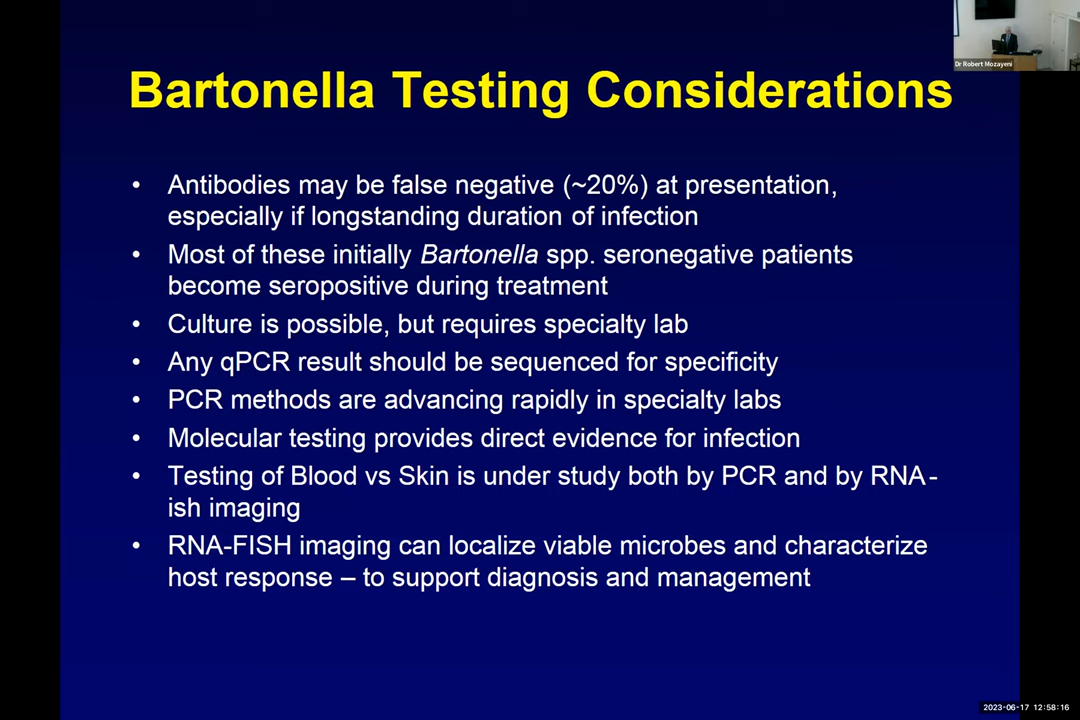 Dr Robert Mozayeni
Bartonella Testing Considerations
• Antibodies may be false negative (~20%) at presentation,
especially if longstanding duration of infection
• Most of these initially Bartonella spp. seronegative patients
become seropositive during treatment
• Culture is possible, but requires specialty lab
• Any qPCR result should be sequenced for specificity
• PCR methods are advancing rapidly in specialty labs
• Molecular testing provides direct evidence for infection
• Testing of Blood vs Skin is under study both by PCR and by RNA-
ish imaging
• RNA-FISH imaging can localize viable microbes and characterize
host response – to support diagnosis and management
2023-06-17 12:58:16